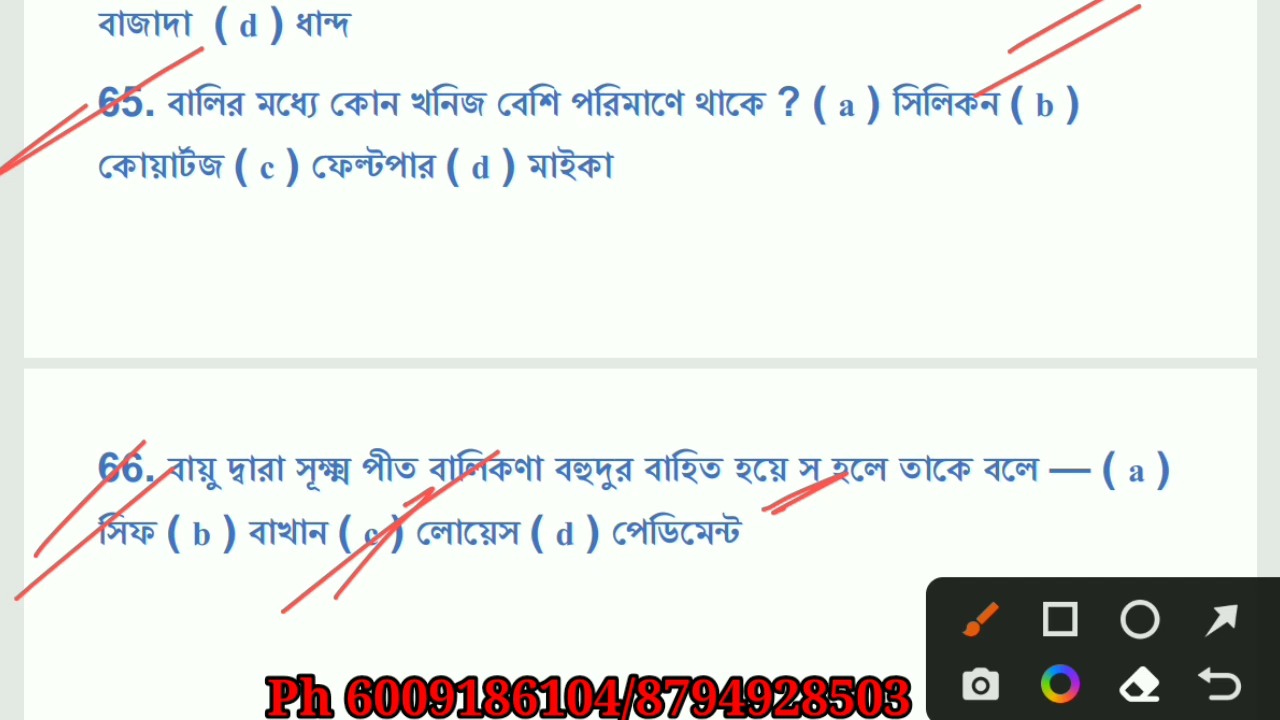 বাজাদা ( d ) ধান্দ
65. বালির মধ্যে কোন খনিজ বেশি পরিমাণে থাকে ? ( a ) সিলিকন ( b )
কোয়ার্টজ ( c ) ফেল্টপার ( d ) মাইকা
66. বায়ু দ্বারা সূক্ষ্ম পীত বালিকণা বহুদুর বাহিত হয়ে স হলে তাকে বলে — ( a )
সিফ ( b ) বাখান ( c ) লোয়েস ( d ) পেডিমেন্ট
Ph 6009186104/8794928503